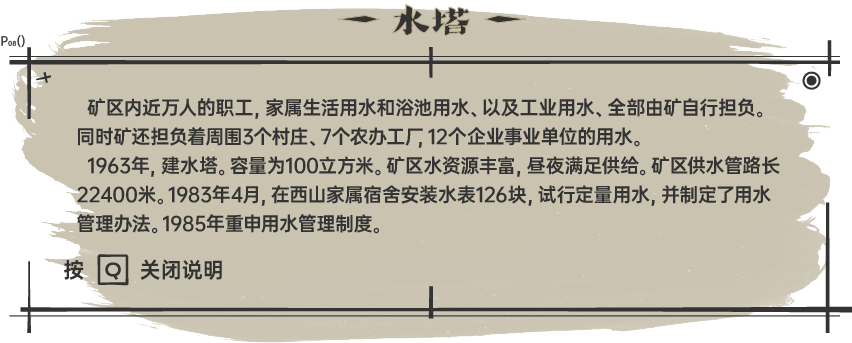 水塔
P₀₈()
矿区内近万人的职工, 家属生活用水和浴池用水、以及工业用水、全部由矿自行担负。
同时矿还担负着周围3个村庄、7个农办工厂, 12个企业事业单位的用水。
1963年, 建水塔。容量为100立方米。矿区水资源丰富, 昼夜满足供给。矿区供水管路长
22400米。1983年4月, 在西山家属宿舍安装水表126块, 试行定量用水, 并制定了用水
管理办法。1985年重申用水管理制度。
按 Q 关闭说明